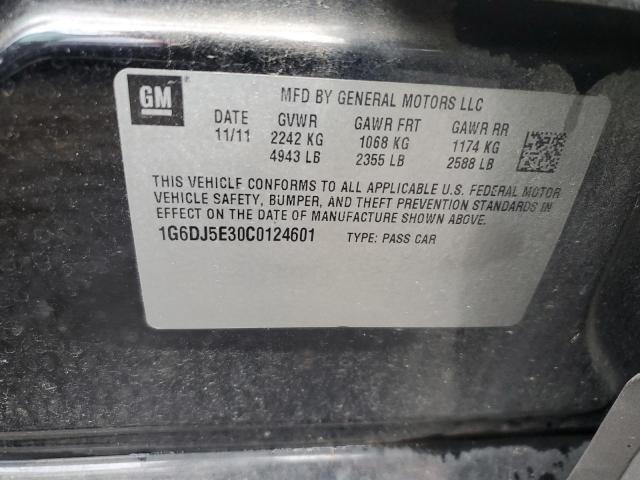 GM
MFD BY GENERAL MOTORS LLC
DATE GVWR GAWR FRT GAWR RR
11/11 2242 KG 1068 KG 1174 KG
4943 LB 2355 LB 2588 LB
THIS VEHICLE CONFORMS TO ALL APPLICABLE U.S. FEDERAL MOTOR
VEHICLE SAFETY, BUMPER, AND THEFT PREVENTION STANDARDS IN
EFFECT ON THE DATE OF MANUFACTURE SHOWN ABOVE.
1G6DJ5E30C0124601 TYPE: PASS CAR